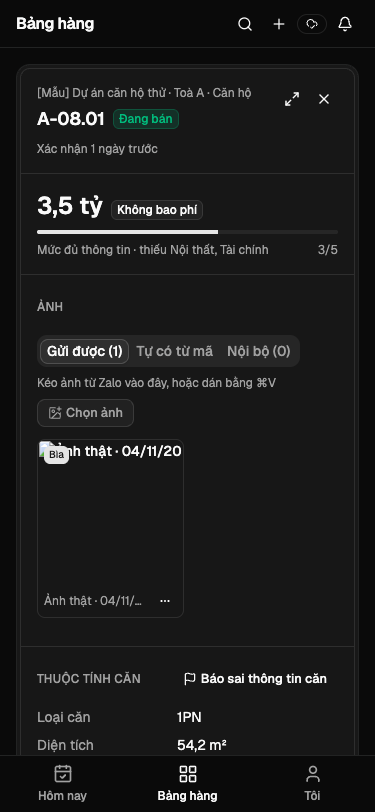 Bảng hàng
[Mẫu] Dự án căn hộ thử · Toà A · Căn hộ
A-08.01 Đang bán
Xác nhận 1 ngày trước
3,5 tỷ Không bao phí
Mức đủ thông tin · thiếu Nội thất, Tài chính 3/5
ẢNH
Gửi được (1) Tự có từ mã Nội bộ (0)
Kéo ảnh từ Zalo vào đây, hoặc dán bằng ⌘V
Chọn ảnh
Bìa
Ảnh thật · 04/11/20
Ảnh thật · 04/11/... ...
THUỘC TÍNH CĂN Báo sai thông tin căn
Loại căn 1PN
Diện tích 54,2 m²
Hôm nay Bảng hàng Tôi